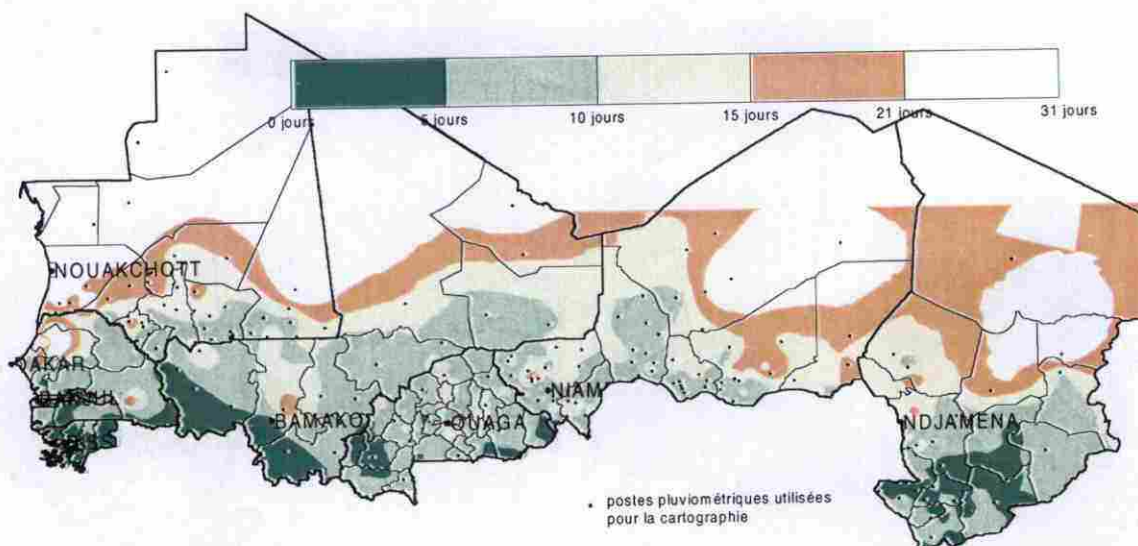 0 jours
5 jours
10 jours
15 jours
21 jours
31 jours
NOUAKCHOTT
DAKAR
BAMAKO
OUAGA
NIAM
NDJAMENA
postes pluviométriques utilisées
pour la cartographie